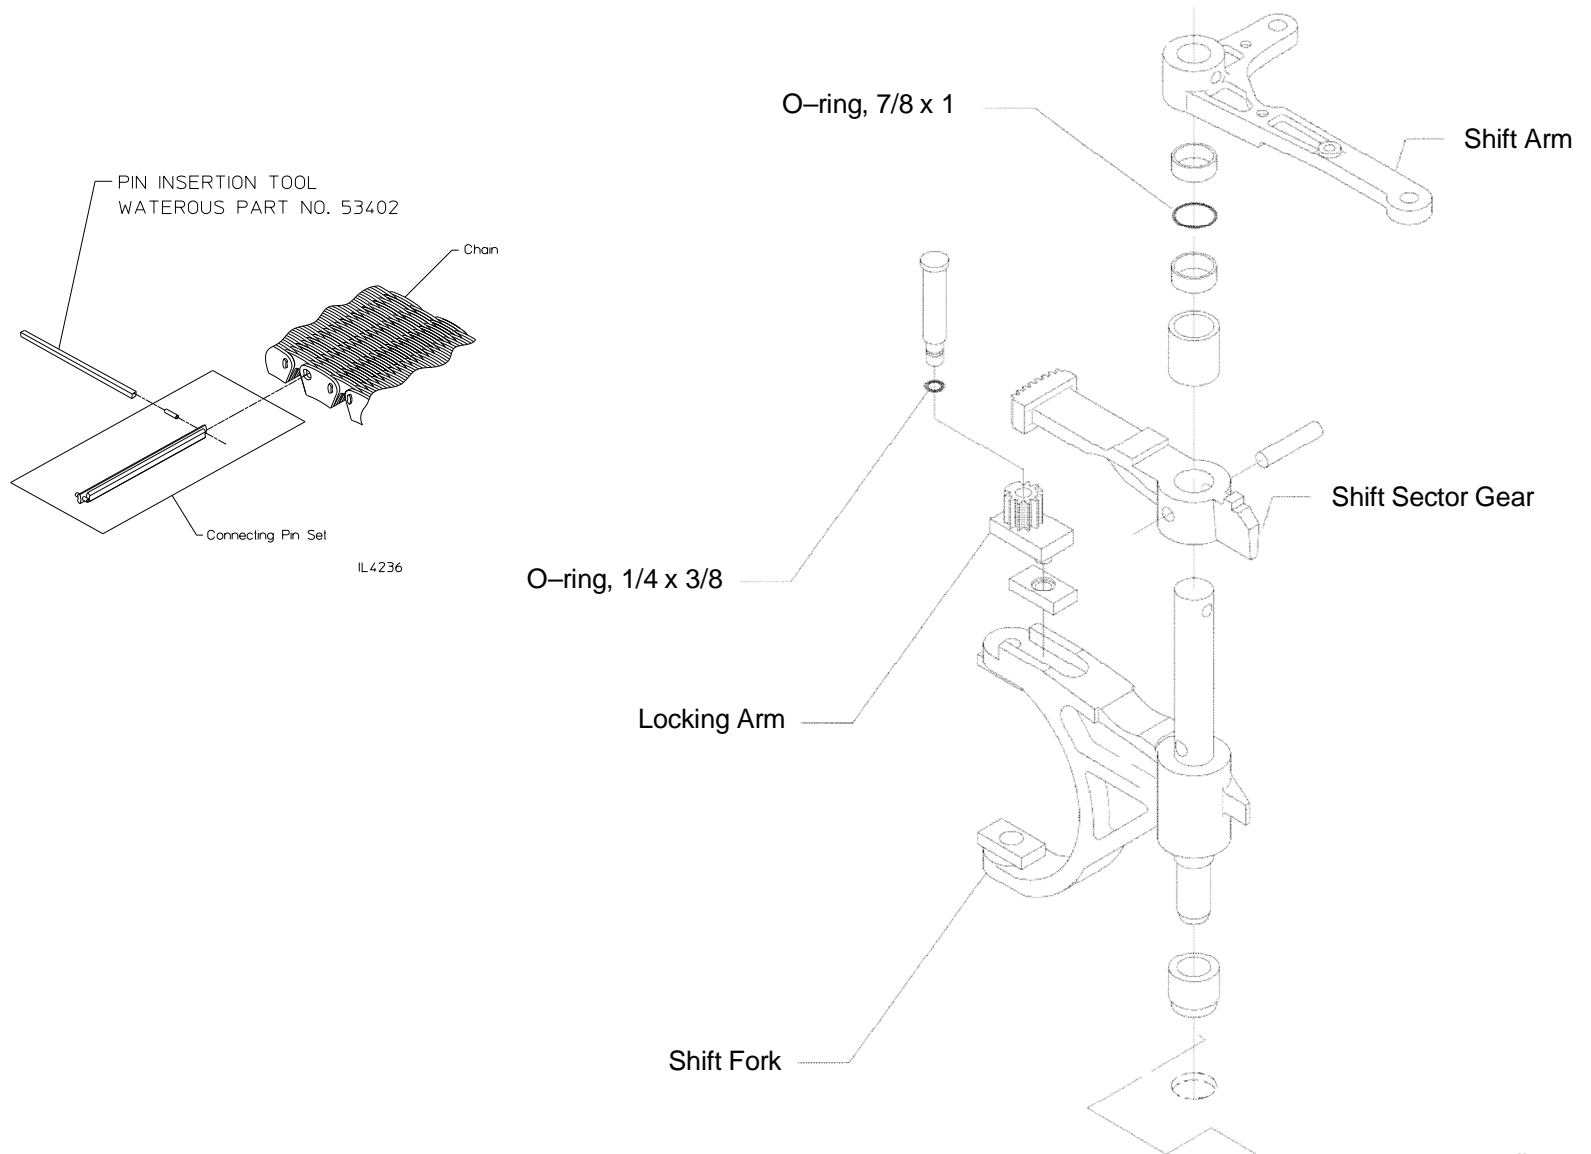 O–ring, 7/8 x 1
Shift Arm
PIN INSERTION TOOL
WATEROUS PART NO. 53402
Chain
Shift Sector Gear
Connecting Pin Set
IL4236
O–ring, 1/4 x 3/8
Locking Arm
Shift Fork